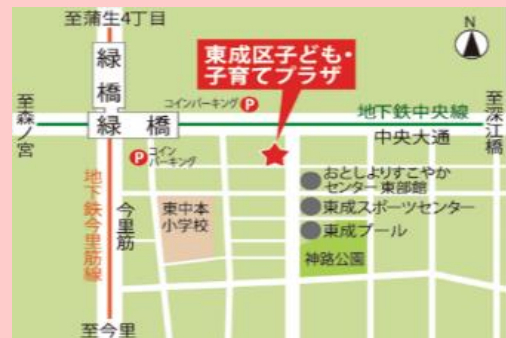 至蒲生4丁目
N
緑橋
東成区子ども・
子育てプラザ
至森ノ宮
コインパーキング P
地下鉄中央線
至深江橋
緑橋
中央大通
P コイン
パーキング
おとしよりすこやか
センター東部館
地下鉄今里筋線
今里筋
東中本
小学校
東成スポーツセンター
東成プール
神路公園
至今里